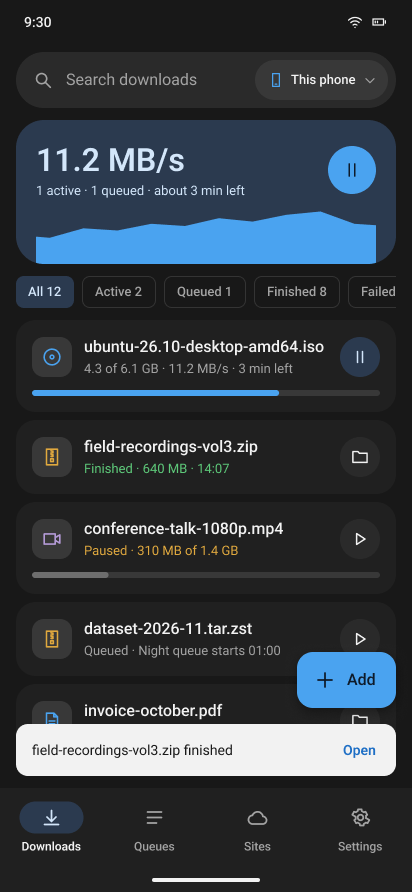 9:30
Search downloads
This phone
11.2 MB/s
1 active · 1 queued · about 3 min left
All 12
Active 2
Queued 1
Finished 8
Failed
ubuntu-26.10-desktop-amd64.iso
4.3 of 6.1 GB · 11.2 MB/s · 3 min left
field-recordings-vol3.zip
Finished · 640 MB · 14:07
conference-talk-1080p.mp4
Paused · 310 MB of 1.4 GB
dataset-2026-11.tar.zst
Queued · Night queue starts 01:00
Add
invoice-october.pdf
field-recordings-vol3.zip finished
Open
Downloads
Queues
Sites
Settings